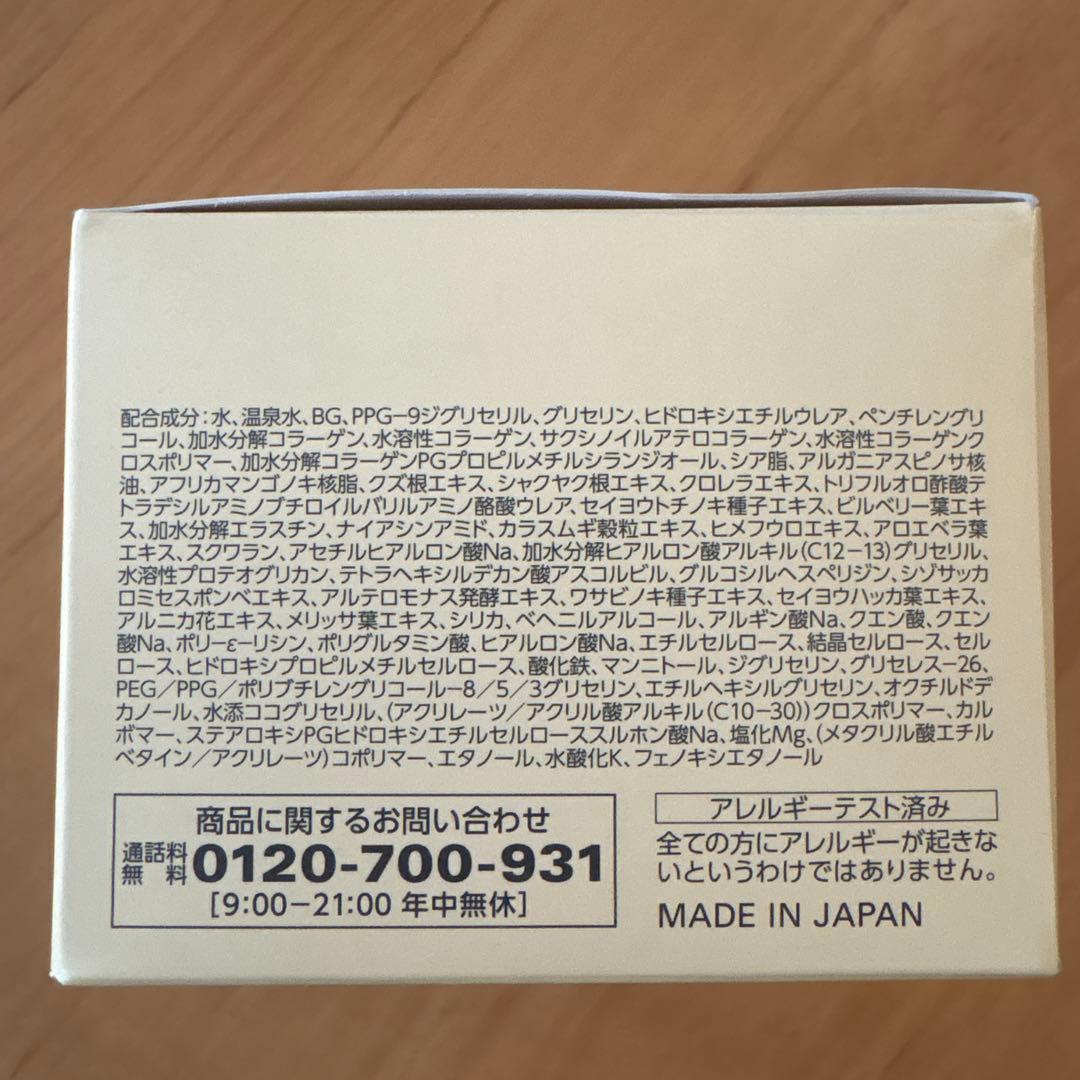 配合成分：水、温泉水、BG、PPG−9ジグリセリル、グリセリン、ヒドロキシエチルウレア、ペンチレングリ
コール、加水分解コラーゲン、水溶性コラーゲン、サクシノイルアテロコラーゲン、水溶性コラーゲンク
ロスポリマー、加水分解コラーゲンPGプロピルメチルシランジオール、シア脂、アルガニアスピノサ核
油、アフリカマンゴノキ核脂、クズ根エキス、シャクヤク根エキス、クロレラエキス、トリフルオロ酢酸テ
トラデシルアミノブチロイルバリルアミノ酪酸ウレア、セイヨウトチノキ種子エキス、ビルベリー葉エキ
ス、加水分解エラスチン、ナイアシンアミド、カラスムギ穀粒エキス、ヒメフウロエキス、アロエベラ葉
エキス、スクワラン、アセチルヒアルロン酸Na、加水分解ヒアルロン酸アルキル（C12−13）グリセリル、
水溶性プロテオグリカン、テトラヘキシルデカン酸アスコルビル、グルコシルヘスペリジン、シゾサッカ
ロミセスポンベエキス、アルテロモナス発酵エキス、ワサビノキ種子エキス、セイヨウハッカ葉エキス、
アルニカ花エキス、メリッサ葉エキス、シリカ、ベヘニルアルコール、アルギン酸Na、クエン酸、クエン
酸Na、ポリ−ε−リシン、ポリグルタミン酸、ヒアルロン酸Na、エチルセルロース、結晶セルロース、セル
ロース、ヒドロキシプロピルメチルセルロース、酸化鉄、マンニトール、ジグリセリン、グリセレス−26、
PEG／PPG／ポリブチレングリコール−8／5／3グリセリン、エチルヘキシルグリセリン、オクチルドデ
カノール、水添ココグリセリル、（アクリレーツ／アクリル酸アルキル（C10−30））クロスポリマー、カル
ボマー、ステアロキシPGヒドロキシエチルセルローススルホン酸Na、塩化Mg、（メタクリル酸エチル
ベタイン／アクリレーツ）コポリマー、エタノール、水酸化K、フェノキシエタノール
商品に関するお問い合わせ
通話料無料 0120-700-931
[9:00−21:00 年中無休]
アレルギーテスト済み
全ての方にアレルギーが起きな
いというわけではありません。
MADE IN JAPAN